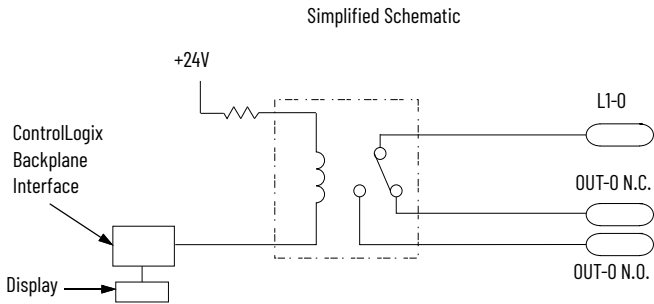 Simplified Schematic
+24V
L1-0
ControlLogix
Backplane
Interface
OUT-0 N.C.
Display
OUT-0 N.O.